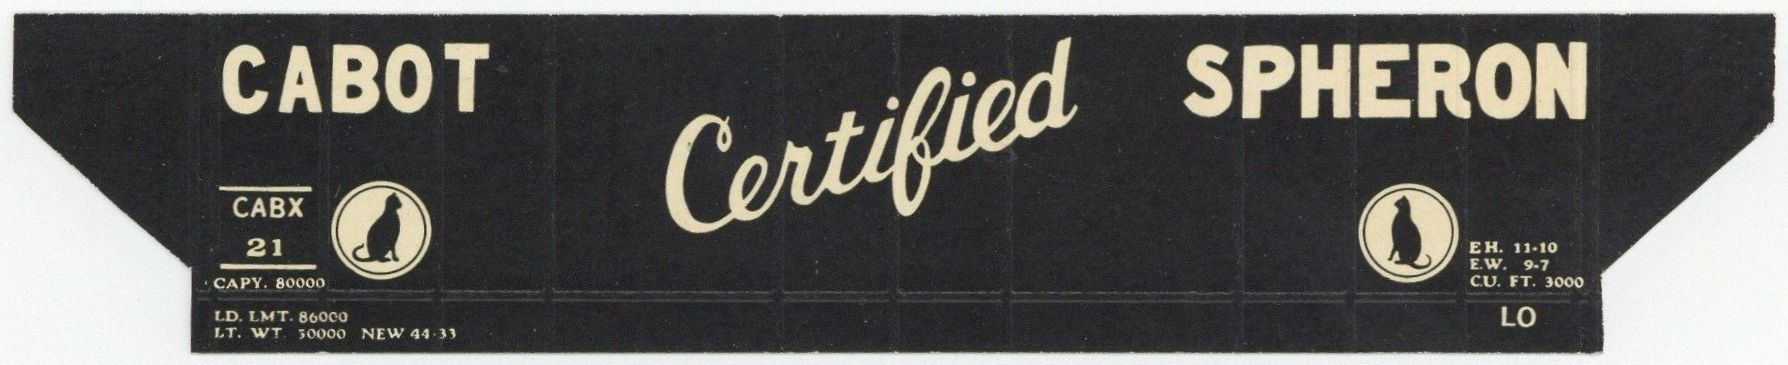 CABOT
Certified
SPHERON
CABX
21
CAPY. 80000
LD. LMT. 86000
LT. WT. 50000 NEW 44-33
EH. 11-10
E.W. 9-7
CU. FT. 3000
LO